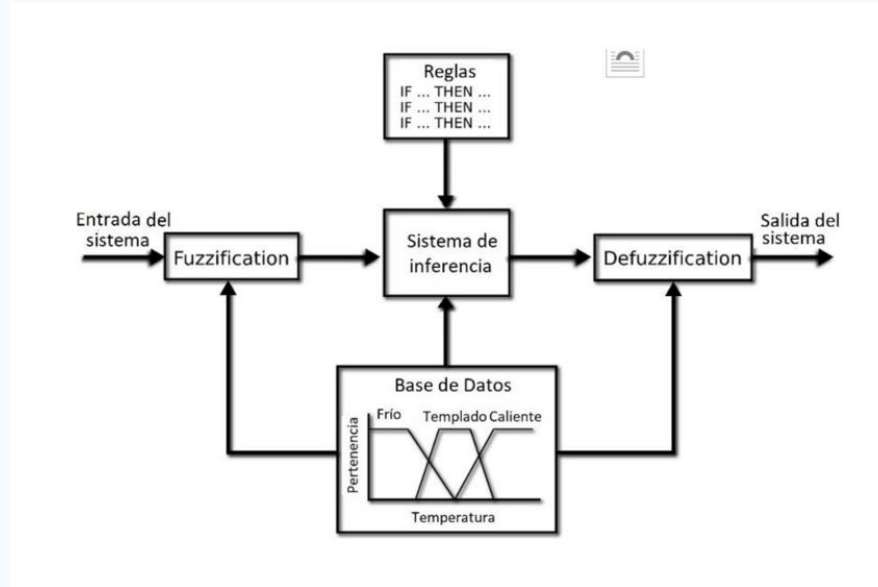 Reglas
IF ... THEN ...
IF ... THEN ...
IF ... THEN ...
Entrada del
sistema
Fuzzification
Sistema de
inferencia
Defuzzification
Salida del
sistema
Base de Datos
Frío
Templado
Caliente
Pertenencia
Temperatura